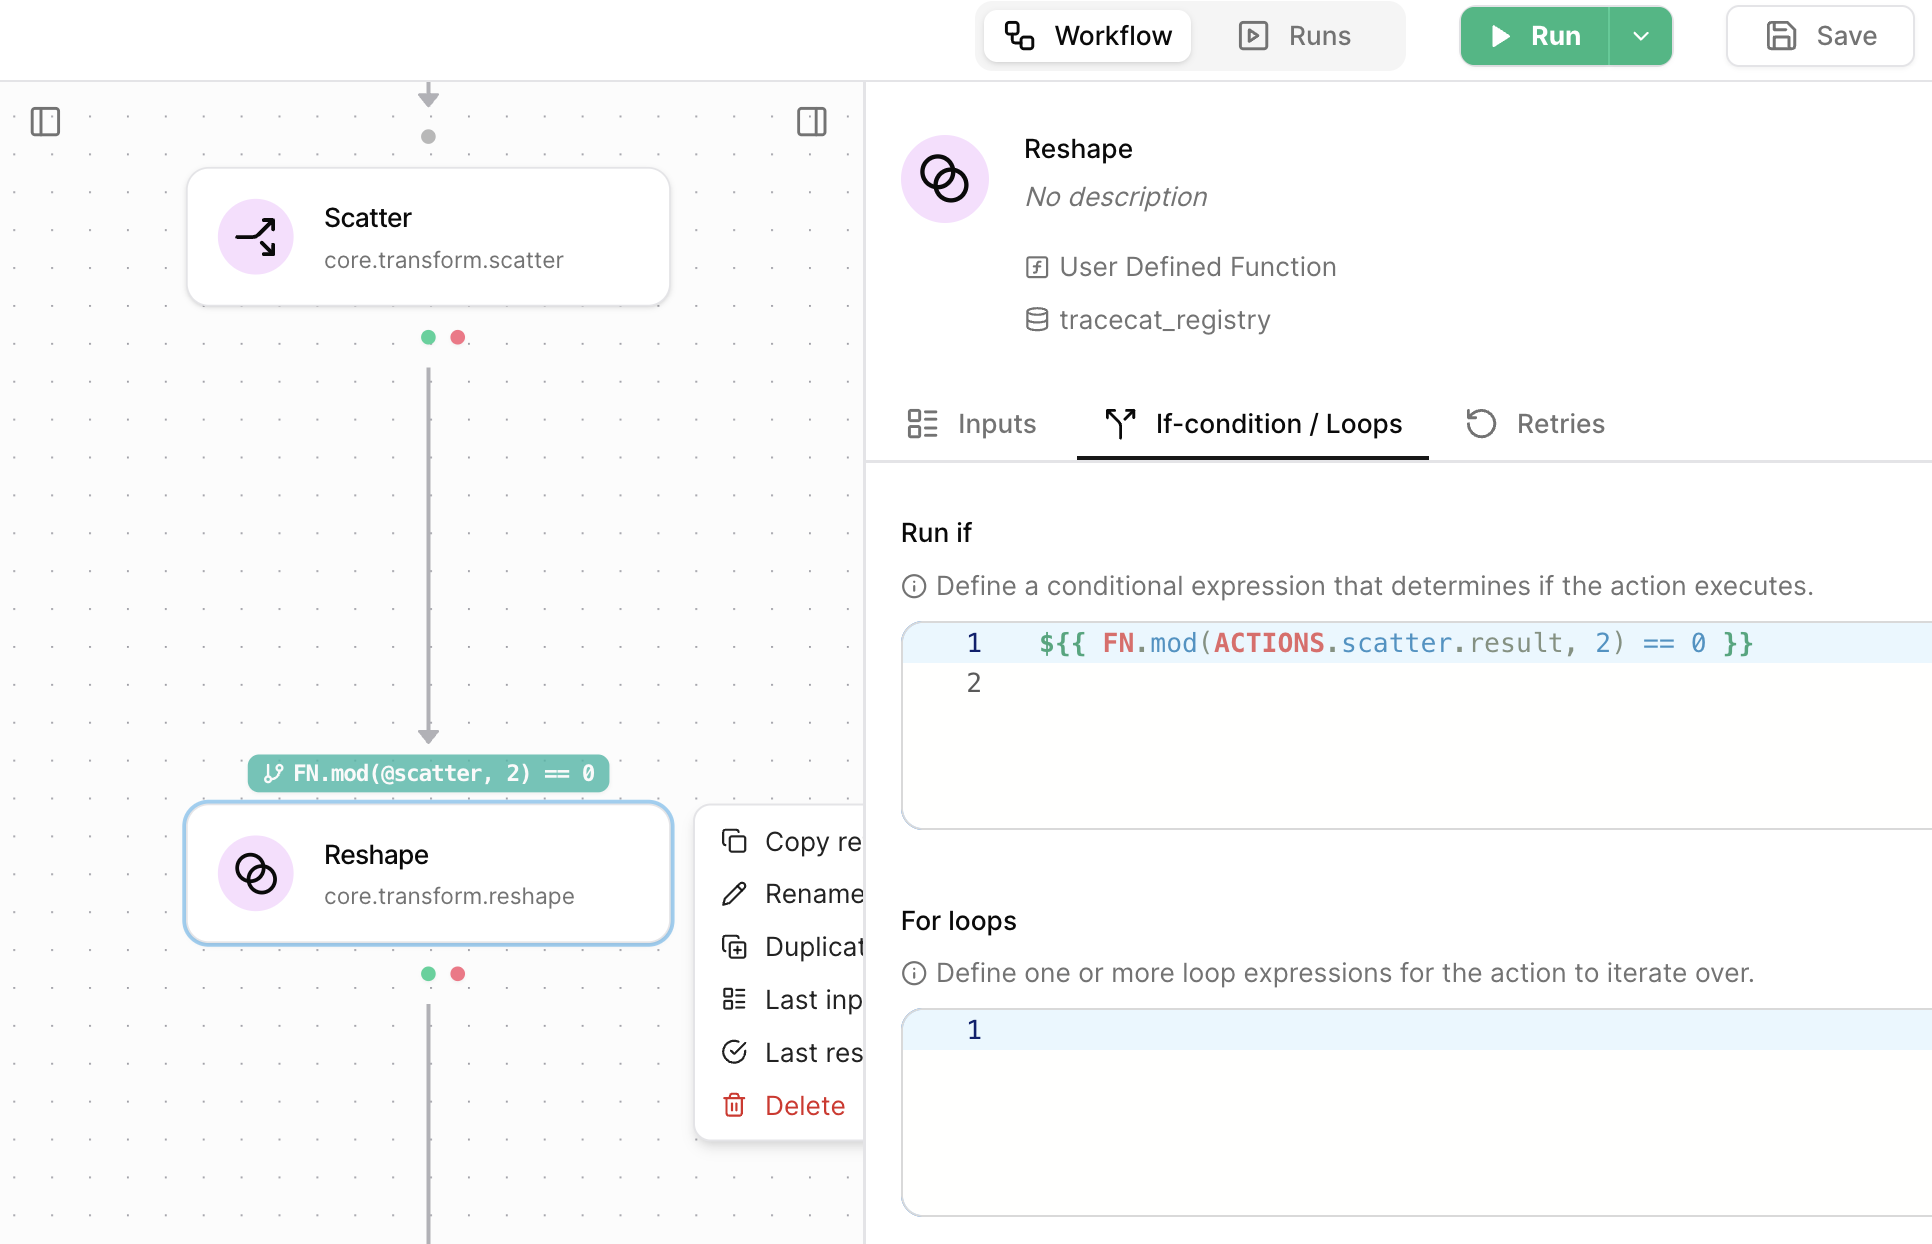 Workflow
Runs
Run
Save
Scatter
core.transform.scatter
FN.mod(@scatter, 2) == 0
Reshape
core.transform.reshape
Copy re
Rename
Duplicat
Last inp
Last res
Delete
Reshape
No description
User Defined Function
tracecat_registry
Inputs
If-condition / Loops
Retries
Run if
Define a conditional expression that determines if the action executes.
1 ${{ FN.mod(ACTIONS.scatter.result, 2) == 0 }}
2
For loops
Define one or more loop expressions for the action to iterate over.
1